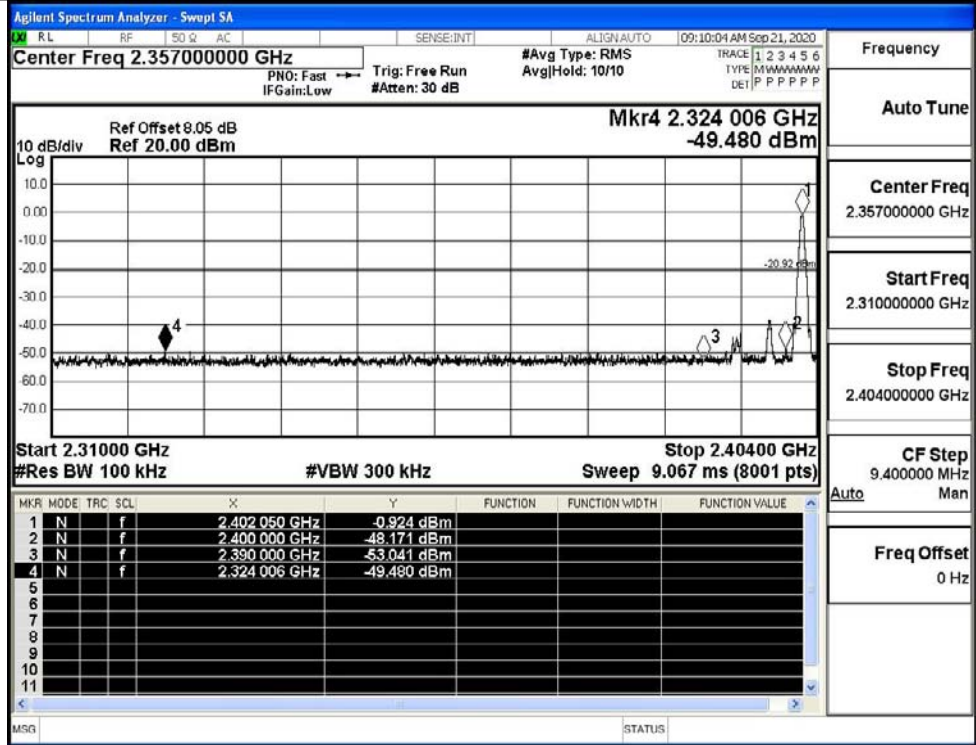 Agilent Spectrum Analyzer - Swept SA
RL RF 50 Ω AC SENSE:INT ALIGNAUTO 09:10:04 AM Sep 21, 2020
Center Freq 2.357000000 GHz
PNO: Fast
IFGain:Low
Trig: Free Run
#Atten: 30 dB
#Avg Type: RMS
Avg|Hold: 10/10
TRACE 1 2 3 4 5 6
TYPE MWWWWW
DET P P P P P P
Mkr4 2.324 006 GHz
-49.480 dBm
Ref Offset 8.05 dB
10 dB/div Ref 20.00 dBm
Log
10.0
0.00
-10.0
-20.0
-30.0
-40.0
-50.0
-60.0
-70.0
1
-20.92 dBm
4
3
2
Start 2.31000 GHz Stop 2.40400 GHz
#Res BW 100 kHz #VBW 300 kHz Sweep 9.067 ms (8001 pts)
MKR MODE TRC SCL X Y FUNCTION FUNCTION WIDTH FUNCTION VALUE
1 N f 2.402 050 GHz -0.924 dBm
2 N f 2.400 000 GHz -48.171 dBm
3 N f 2.390 000 GHz -53.041 dBm
4 N f 2.324 006 GHz -49.480 dBm
5
6
7
8
9
10
11
MSG STATUS
Frequency
Auto Tune
Center Freq
2.357000000 GHz
Start Freq
2.310000000 GHz
Stop Freq
2.404000000 GHz
CF Step
9.400000 MHz
Auto Man
Freq Offset
0 Hz